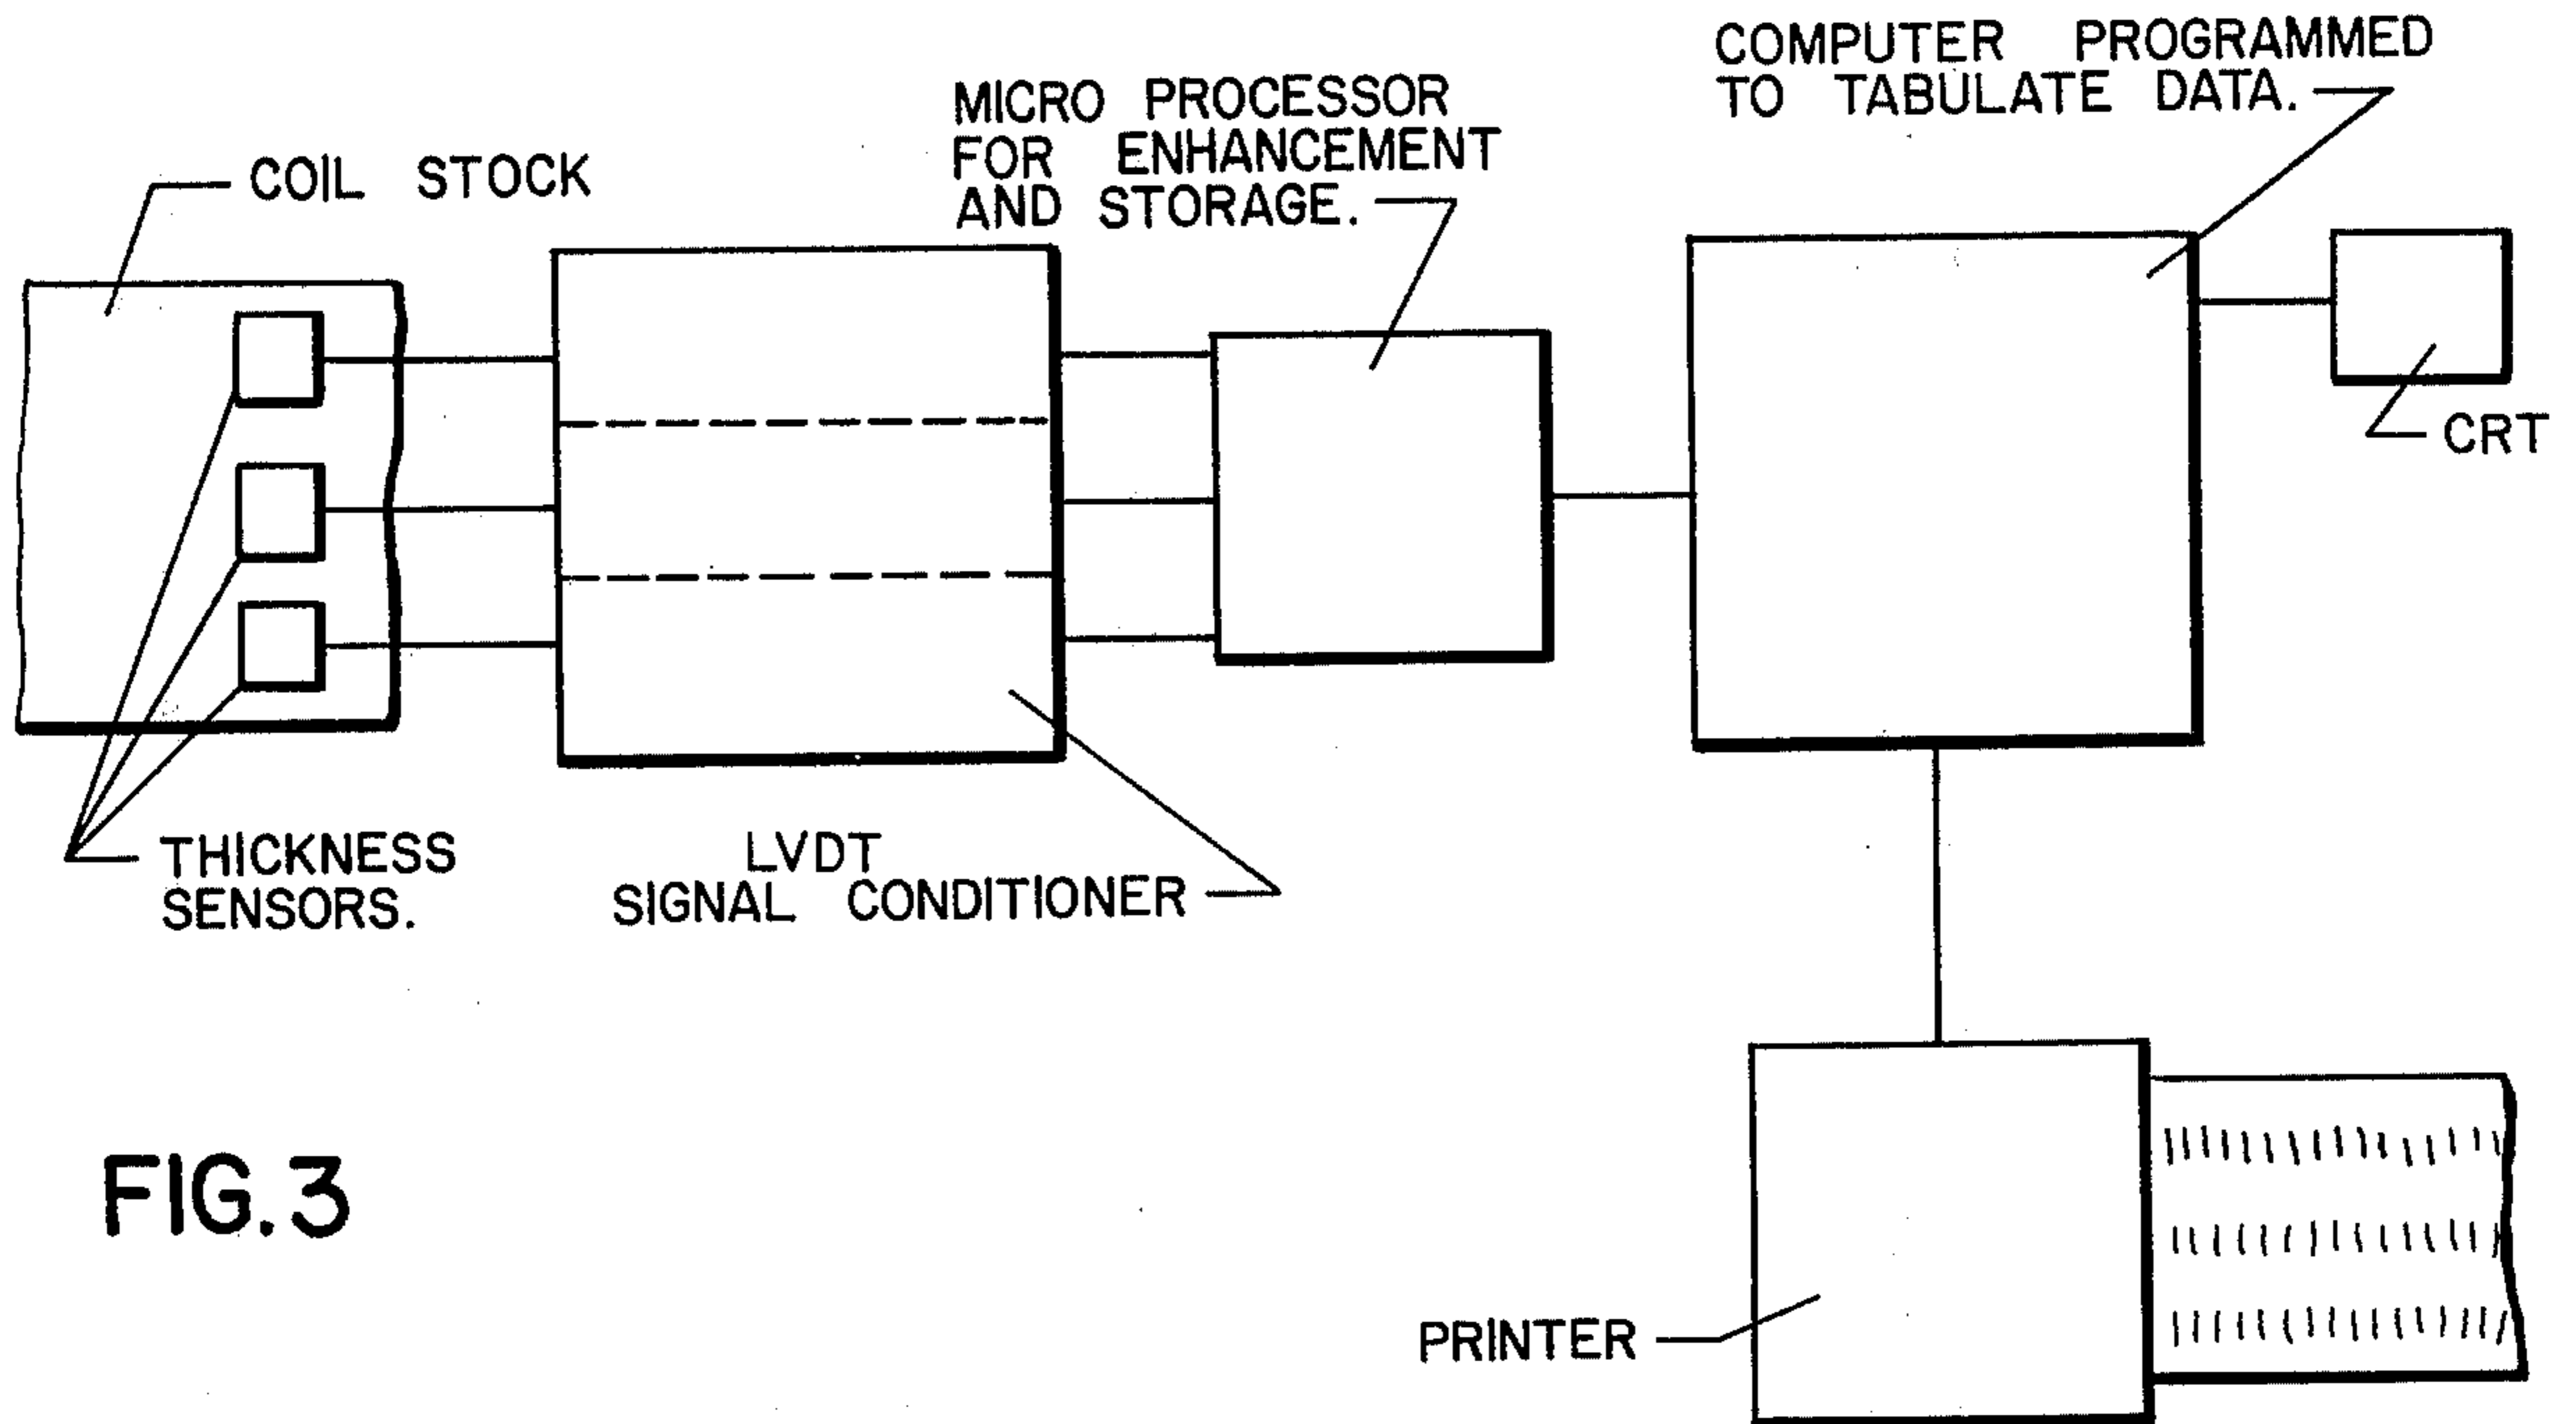 COMPUTER PROGRAMMED
TO TABULATE DATA.
MICRO PROCESSOR
FOR ENHANCEMENT
AND STORAGE.
COIL STOCK
CRT
THICKNESS
SENSORS.
LVDT
SIGNAL CONDITIONER
FIG.3
PRINTER